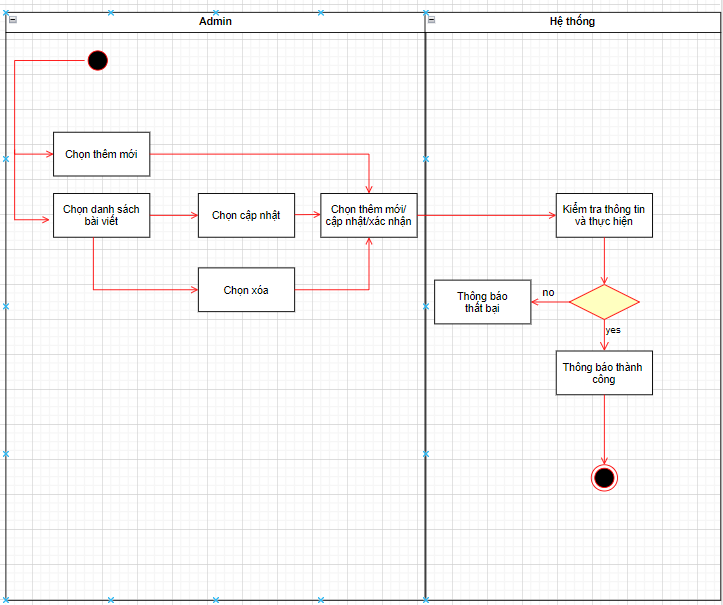 Admin
Hệ thống
Chọn thêm mới
Chọn danh sách
bài viết
Chọn cập nhật
Chọn thêm mới/
cập nhật/xác nhận
Kiểm tra thông tin
và thực hiện
Chọn xóa
Thông báo
thất bại
no
yes
Thông báo thành
công